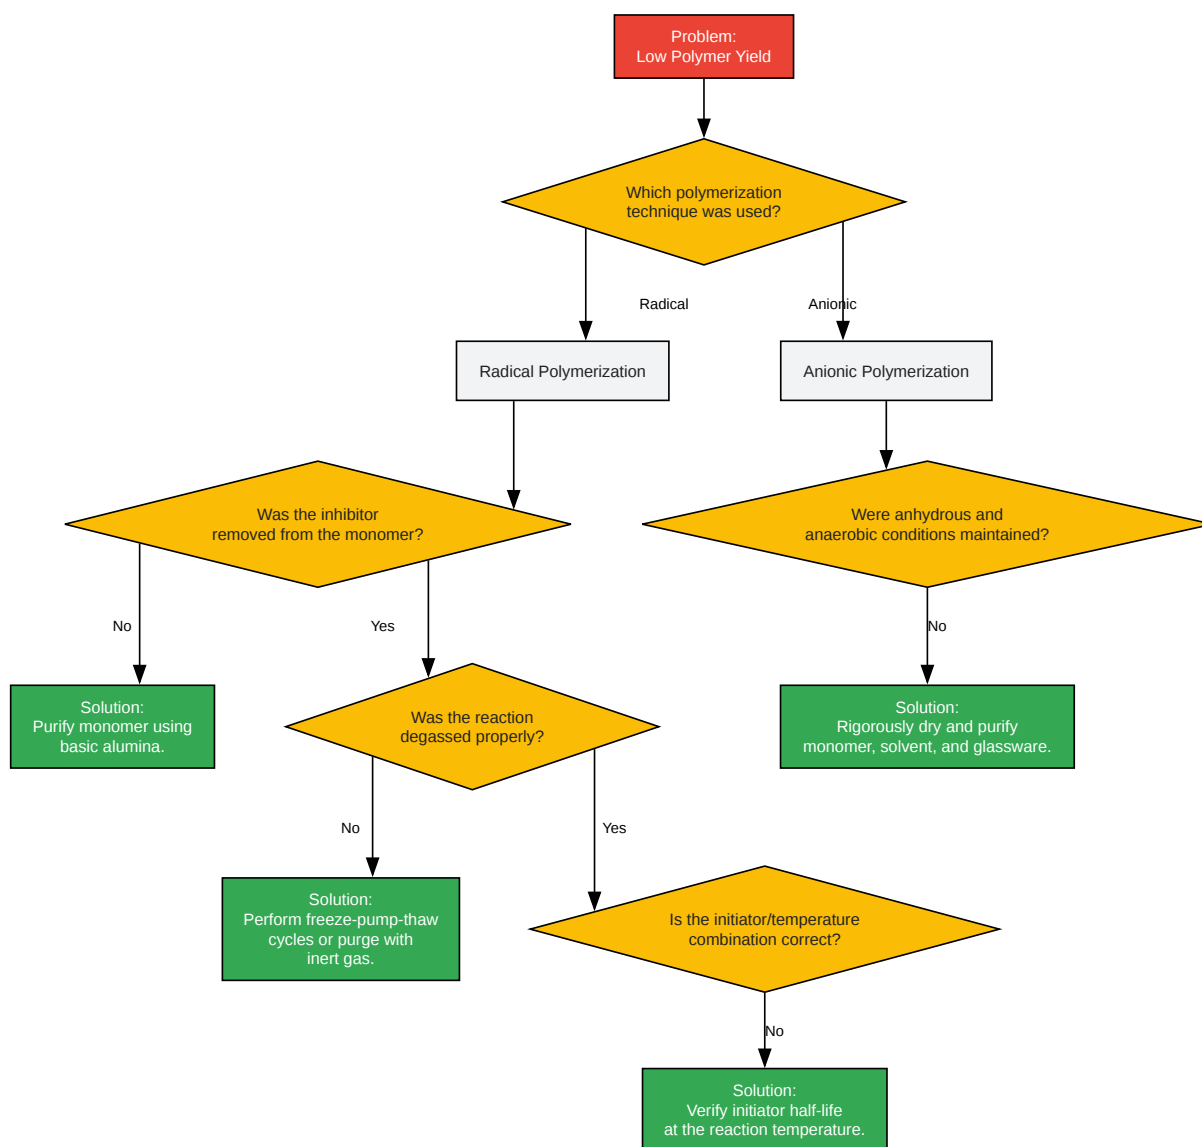 Problem:
Low Polymer Yield
Which polymerization
technique was used?
Radical
Anionic
Radical Polymerization
Anionic Polymerization
Was the inhibitor
removed from the monomer?
Were anhydrous and
anaerobic conditions maintained?
No
Yes
No
Solution:
Purify monomer using
basic alumina.
Was the reaction
degassed properly?
Solution:
Rigorously dry and purify
monomer, solvent, and glassware.
No
Yes
Solution:
Perform freeze-pump-thaw
cycles or purge with
inert gas.
Is the initiator/temperature
combination correct?
No
Solution:
Verify initiator half-life
at the reaction temperature.